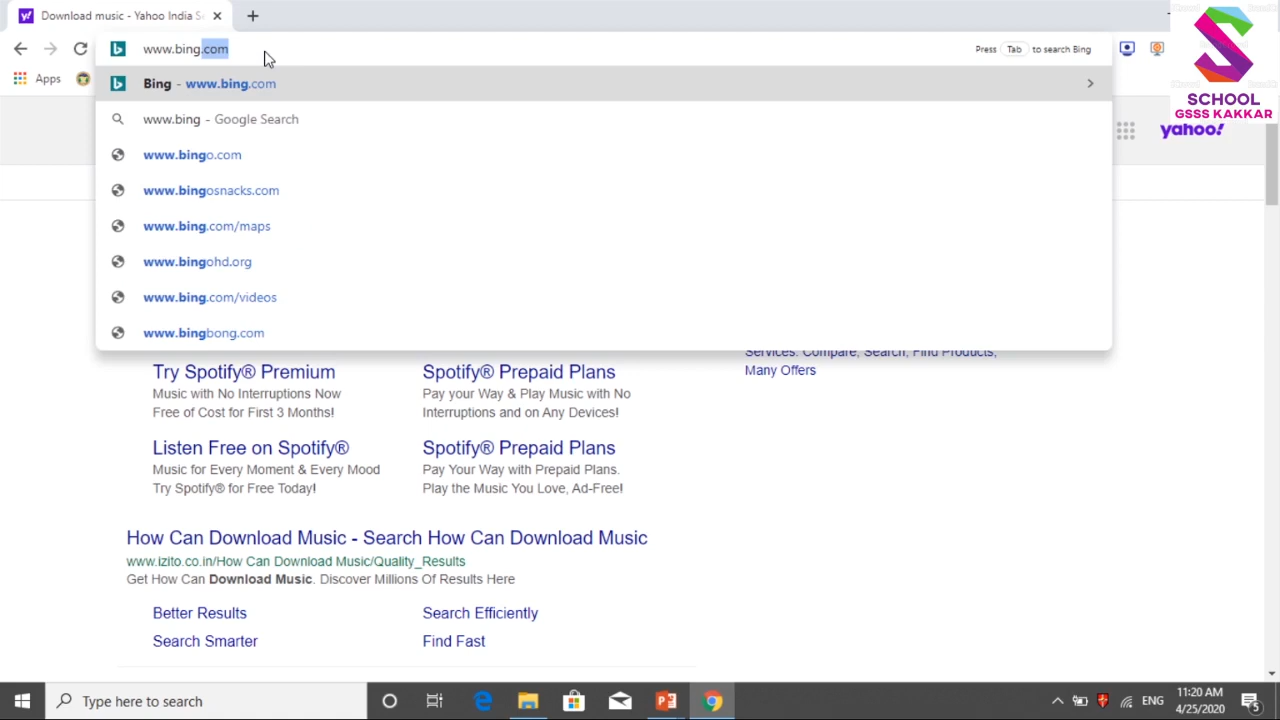 Download music - Yahoo India Se
www.bing.com
Press Tab to search Bing
Apps
Bing - www.bing.com
www.bing - Google Search
www.bingo.com
www.bingosnacks.com
www.bing.com/maps
www.bingohd.org
www.bing.com/videos
www.bingbong.com
SCHOOL
GSSS KAKKAR
yahoo!
Services. Compare, Search, Find Products,
Many Offers
Try Spotify® Premium
Music with No Interruptions Now
Free of Cost for First 3 Months!
Spotify® Prepaid Plans
Pay your Way & Play Music with No
Interruptions and on Any Devices!
Listen Free on Spotify®
Music for Every Moment & Every Mood
Try Spotify® for Free Today!
Spotify® Prepaid Plans
Pay Your Way with Prepaid Plans.
Play the Music You Love, Ad-Free!
How Can Download Music - Search How Can Download Music
www.izito.co.in/How Can Download Music/Quality_Results
Get How Can Download Music. Discover Millions Of Results Here
Better Results
Search Efficiently
Search Smarter
Find Fast
Type here to search
ENG
11:20 AM
4/25/2020
5